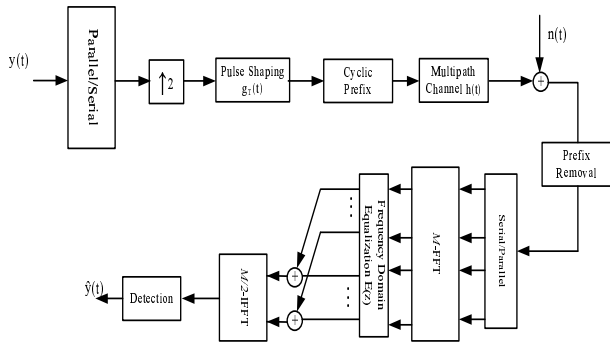 y(t)
Parallel/Serial
↑2
Pulse Shaping
g_T(t)
Cyclic
Prefix
Multipath
Channel h(t)
n(t)
+
Prefix
Removal
Serial/Parallel
M-FFT
Frequency Domain
Equalization E(z)
+
+
M/2-IFFT
Detection
ŷ(t)